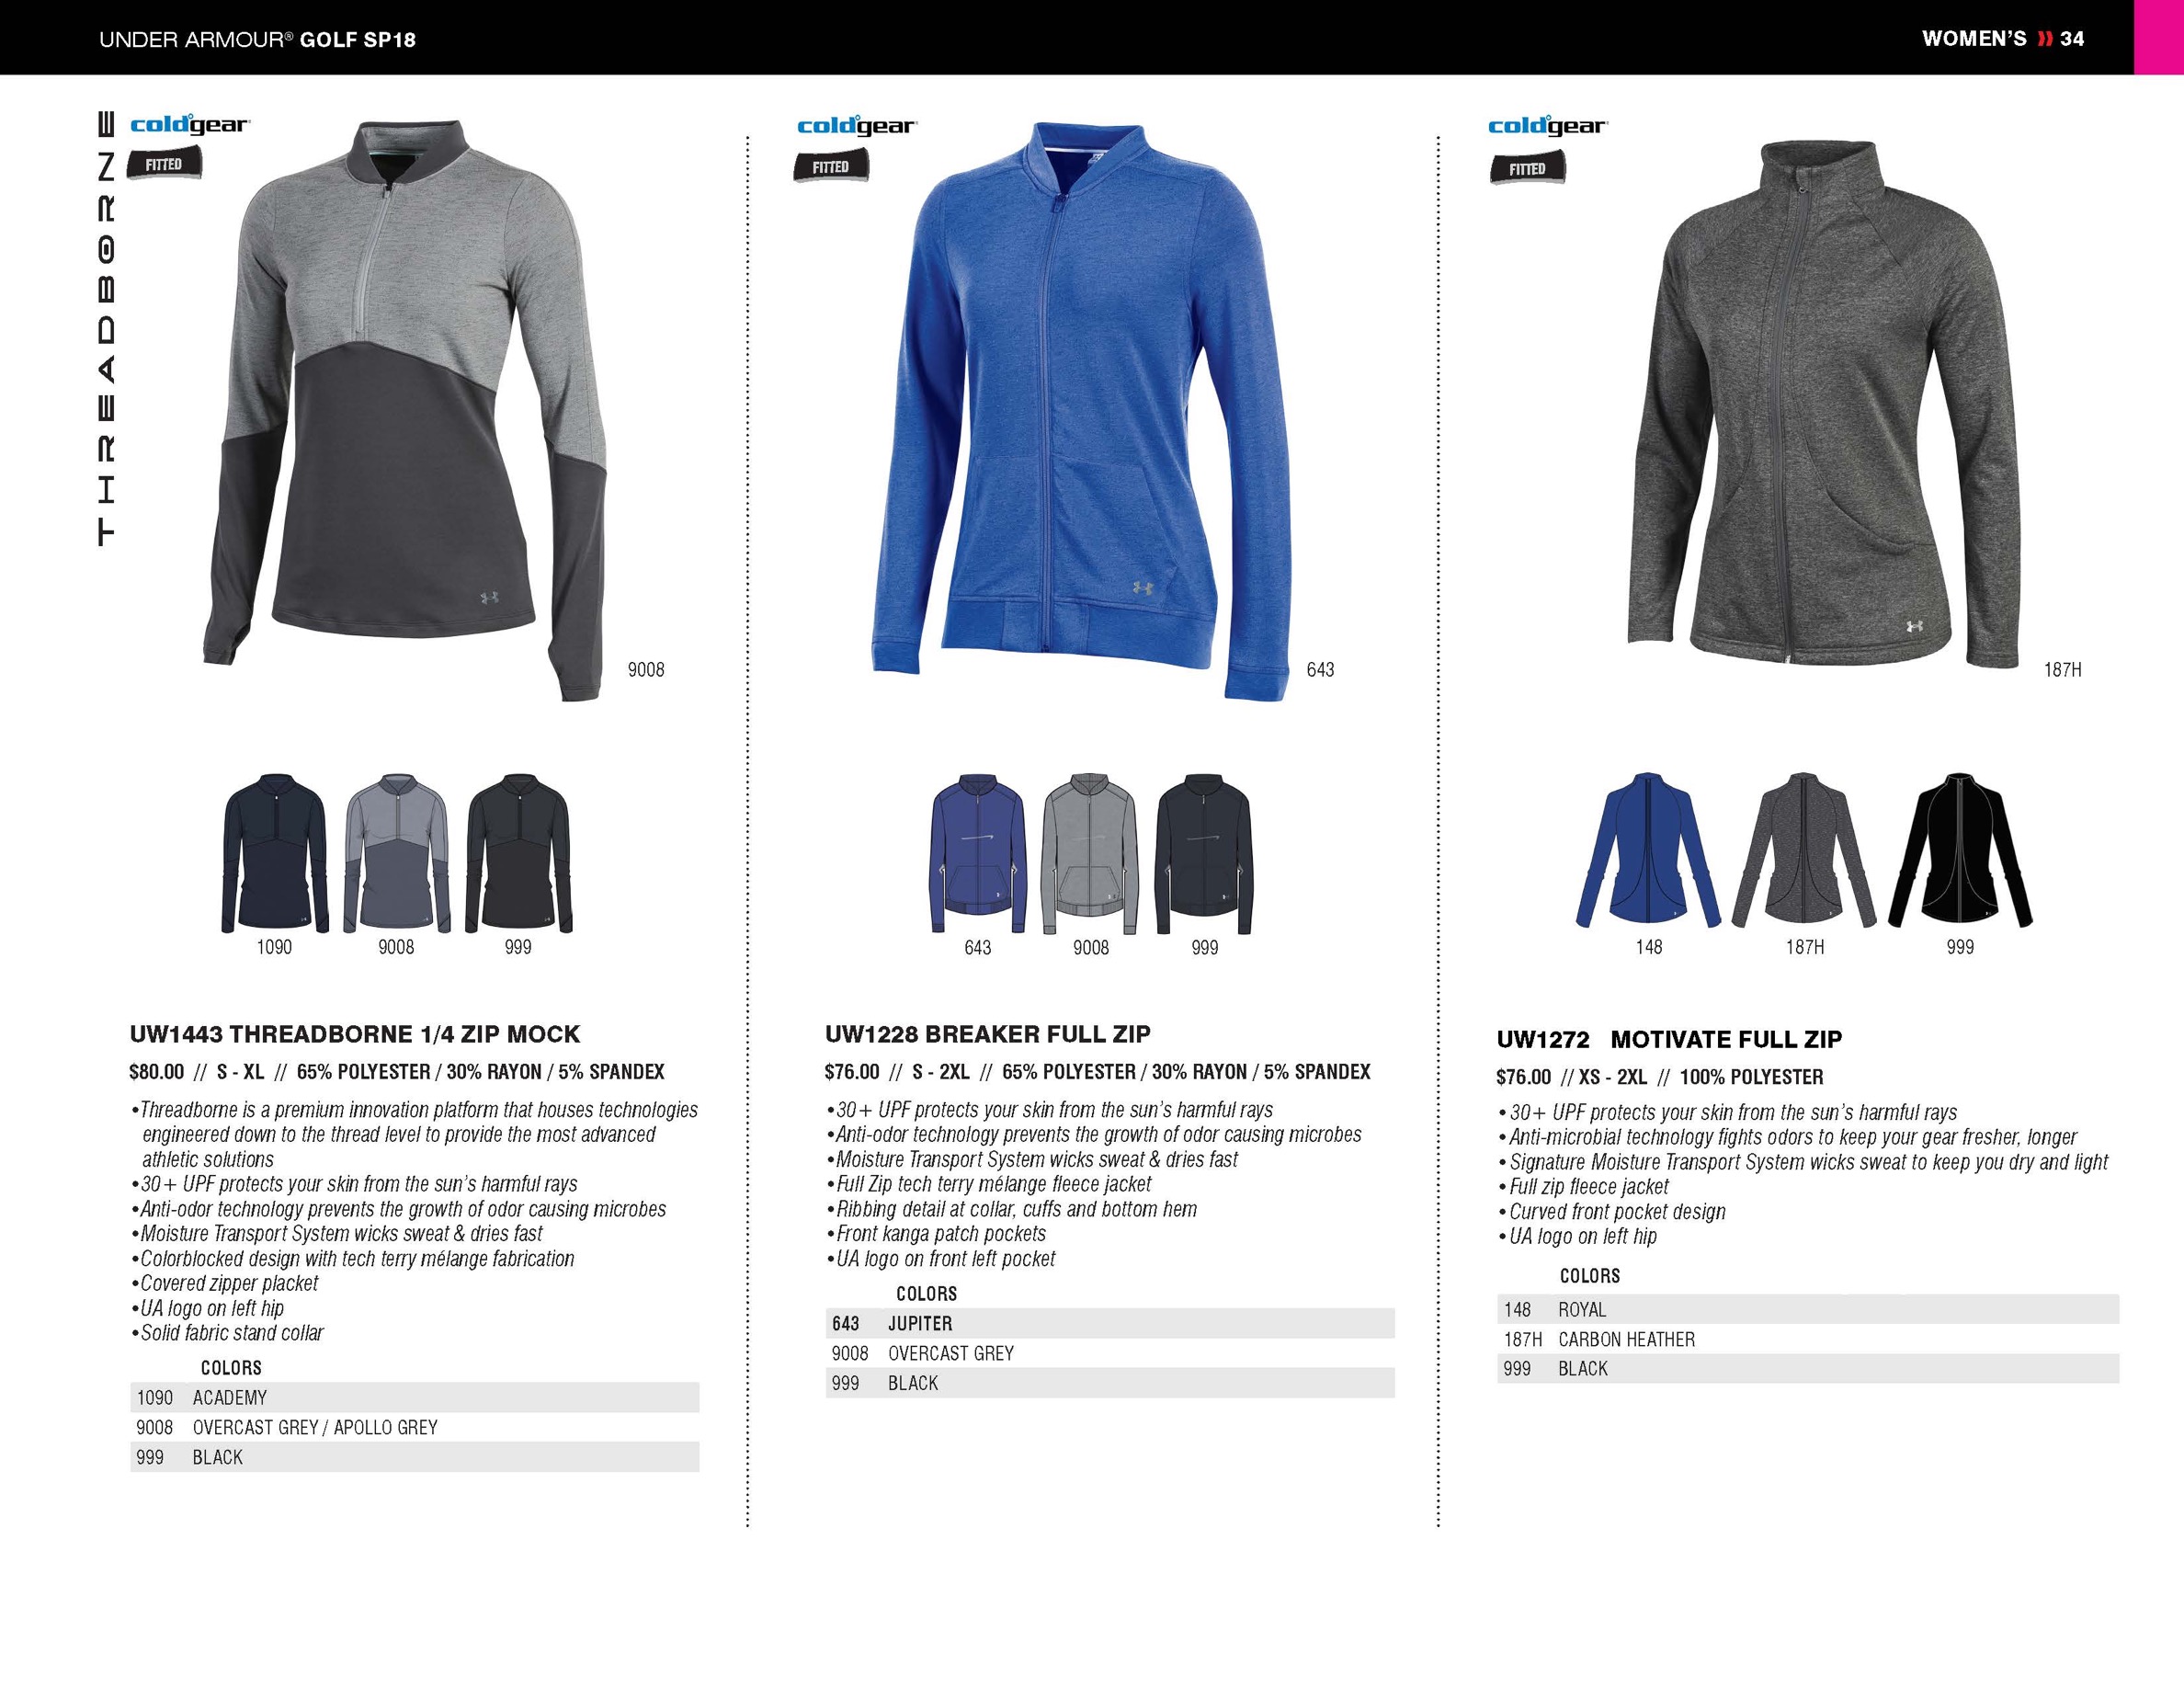 UNDER ARMOUR® GOLF SP18
WOMEN'S 34
THREADBORNE
coldgear
FITTED
9008
1090 9008 999
UW1443 THREADBORNE 1/4 ZIP MOCK
$80.00 // S - XL // 65% POLYESTER / 30% RAYON / 5% SPANDEX
•Threadborne is a premium innovation platform that houses technologies
engineered down to the thread level to provide the most advanced
athletic solutions
•30+ UPF protects your skin from the sun's harmful rays
•Anti-odor technology prevents the growth of odor causing microbes
•Moisture Transport System wicks sweat & dries fast
•Colorblocked design with tech terry mélange fabrication
•Covered zipper placket
•UA logo on left hip
•Solid fabric stand collar
COLORS
1090 ACADEMY
9008 OVERCAST GREY / APOLLO GREY
999 BLACK
coldgear
FITTED
643
643 9008 999
UW1228 BREAKER FULL ZIP
$76.00 // S - 2XL // 65% POLYESTER / 30% RAYON / 5% SPANDEX
•30+ UPF protects your skin from the sun's harmful rays
•Anti-odor technology prevents the growth of odor causing microbes
•Moisture Transport System wicks sweat & dries fast
•Full Zip tech terry mélange fleece jacket
•Ribbing detail at collar, cuffs and bottom hem
•Front kanga patch pockets
•UA logo on front left pocket
COLORS
643 JUPITER
9008 OVERCAST GREY
999 BLACK
coldgear
FITTED
187H
148 187H 999
UW1272 MOTIVATE FULL ZIP
$76.00 // XS - 2XL // 100% POLYESTER
• 30+ UPF protects your skin from the sun's harmful rays
• Anti-microbial technology fights odors to keep your gear fresher, longer
• Signature Moisture Transport System wicks sweat to keep you dry and light
• Full zip fleece jacket
• Curved front pocket design
• UA logo on left hip
COLORS
148 ROYAL
187H CARBON HEATHER
999 BLACK